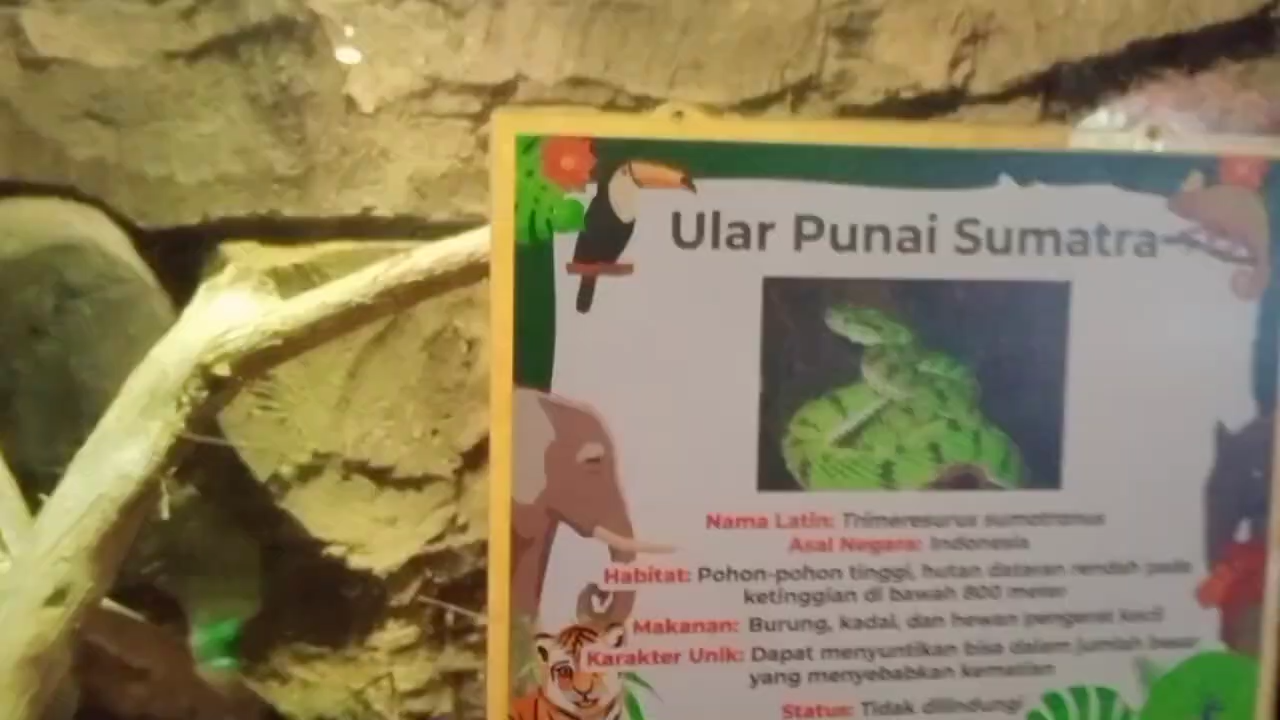 Ular Punai Sumatra
Nama Latin: Trimeresurus sumatranus
Asal Negara: Indonesia
Habitat: Pohon-pohon tinggi, hutan dataran rendah pada
ketinggian di bawah 800 meter
Makanan: Burung, kadal, dan hewan pengerat kecil
Karakter Unik: Dapat menyuntikan bisa dalam jumlah besar
yang menyebabkan kematian
Status: Tidak dilindungi